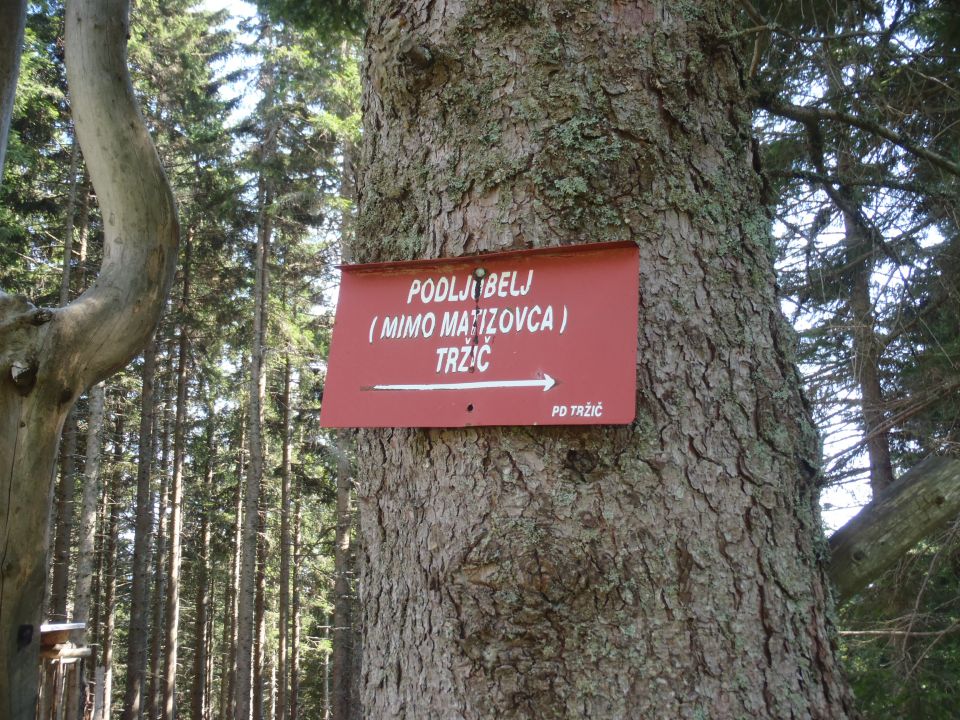 PODLJUBELJ
( MIMO MATIZOVCA )
TRŽIČ
PD TRŽIČ